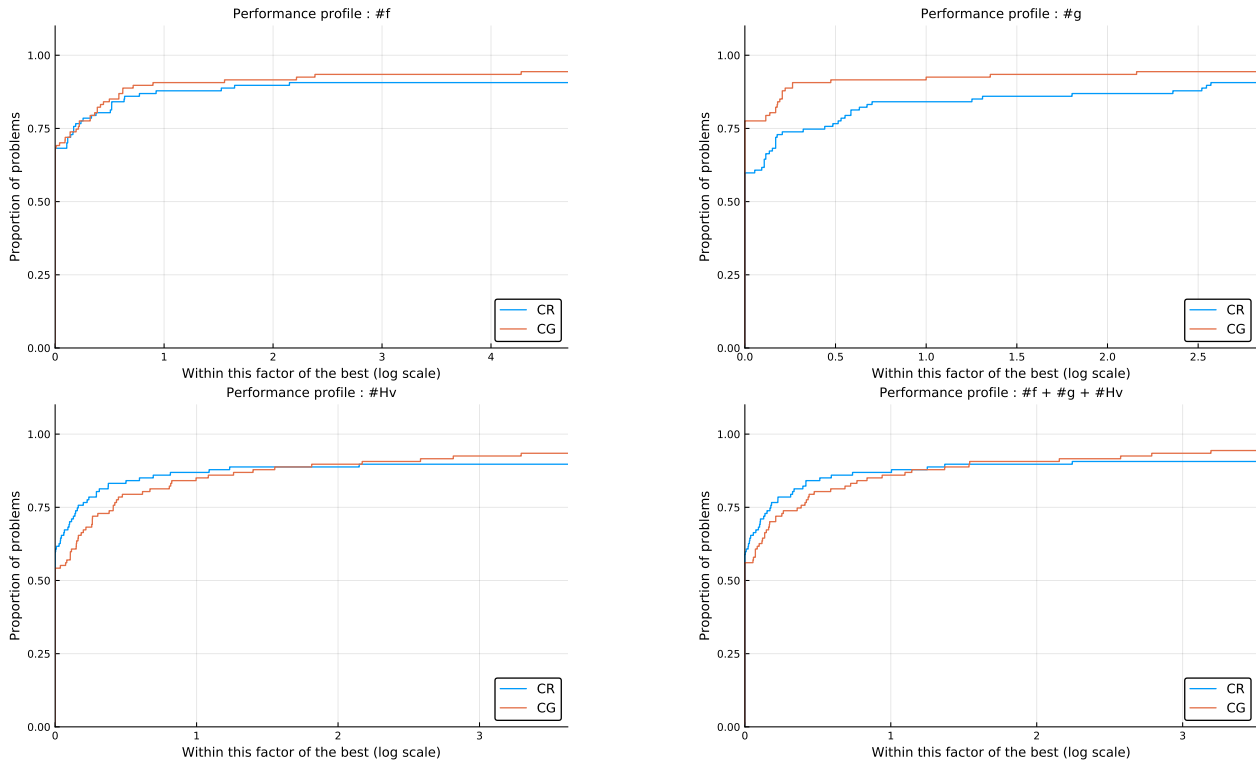 Performance profile : #f
Proportion of problems
1.00
0.75
0.50
0.25
0.00
0
1
2
3
4
CR
CG
Within this factor of the best (log scale)
Performance profile : #g
Proportion of problems
1.00
0.75
0.50
0.25
0.00
0.0
0.5
1.0
1.5
2.0
2.5
CR
CG
Within this factor of the best (log scale)
Performance profile : #Hv
Proportion of problems
1.00
0.75
0.50
0.25
0.00
0
1
2
3
CR
CG
Within this factor of the best (log scale)
Performance profile : #f + #g + #Hv
Proportion of problems
1.00
0.75
0.50
0.25
0.00
0
1
2
3
CR
CG
Within this factor of the best (log scale)